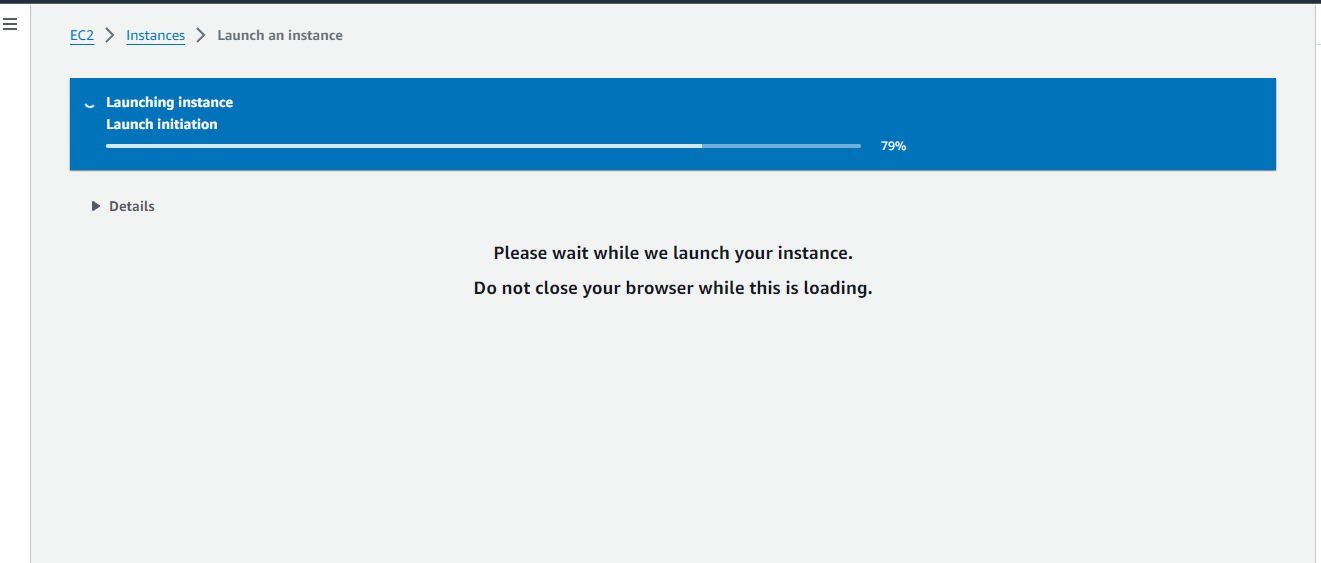 EC2 > Instances > Launch an instance
Launching instance
Launch initiation
79%
Details
Please wait while we launch your instance.
Do not close your browser while this is loading.